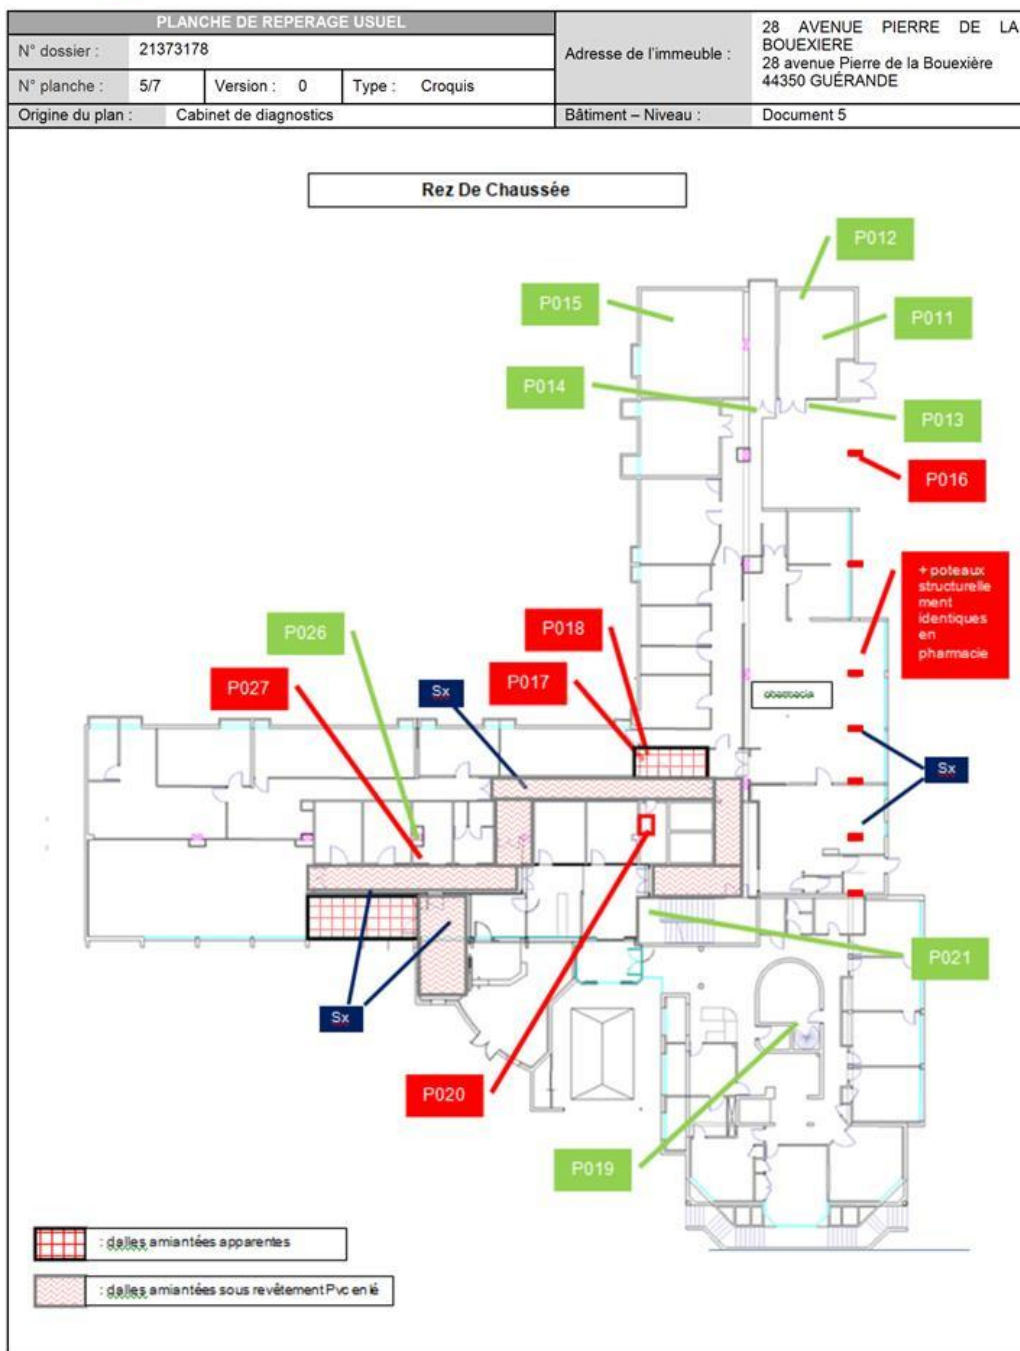 PLANCHE DE REPERAGE USUEL
N° dossier : 21373178
Adresse de l'immeuble :
28 AVENUE PIERRE DE LA
BOUEXIERE
28 avenue Pierre de la Bouexière
44350 GUÉRANDE
N° planche : 5/7 Version : 0 Type : Croquis
Origine du plan : Cabinet de diagnostics
Bâtiment – Niveau : Document 5
Rez De Chaussée
P012
P015
P011
P014
P013
P016
+ poteaux
structurelle
ment
identiques
en
pharmacie
P018
P026
P017
P027
Sx
pharmacie
Sx
P021
Sx
P020
P019
: dalles amiantées apparentes
: dalles amiantées sous revêtement Pvc en lé